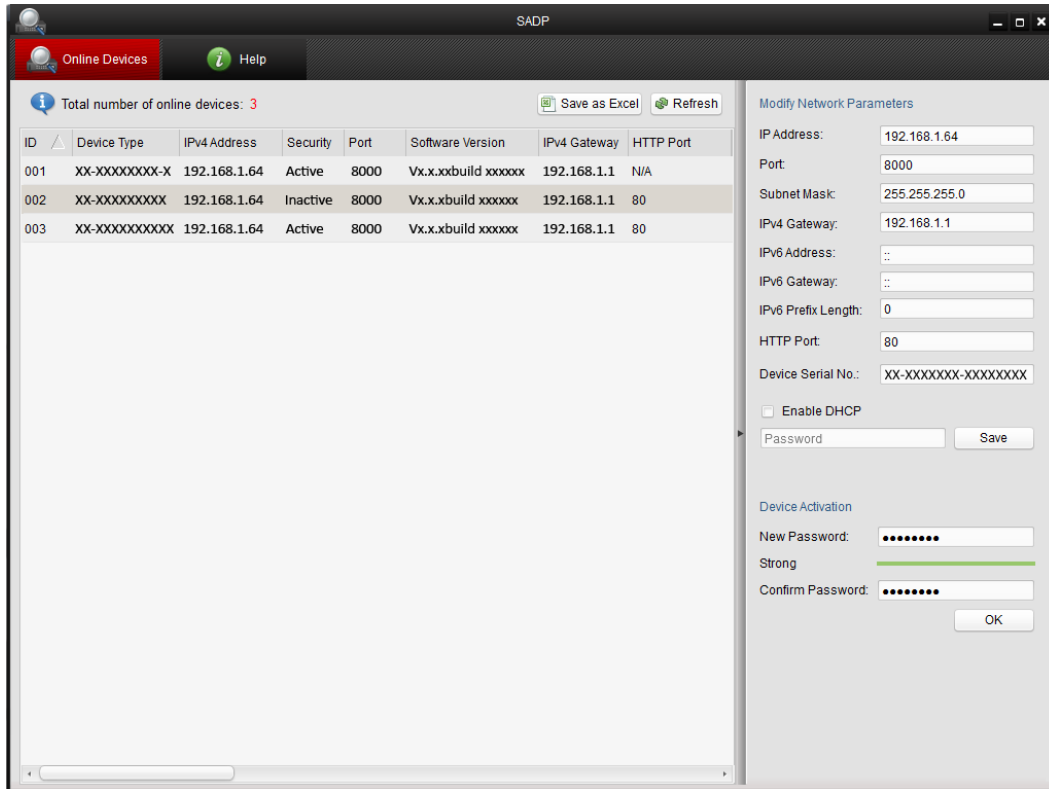 SADP
Online Devices
Help
Total number of online devices: 3
Save as Excel
Refresh
ID Device Type IPv4 Address Security Port Software Version IPv4 Gateway HTTP Port
001 XX-XXXXXXXX-X 192.168.1.64 Active 8000 Vx.x.xxbuild xxxxxx 192.168.1.1 N/A
002 XX-XXXXXXXXX 192.168.1.64 Inactive 8000 Vx.x.xbuild xxxxxx 192.168.1.1 80
003 XX-XXXXXXXXXX 192.168.1.64 Active 8000 Vx.x.xbuild xxxxxx 192.168.1.1 80
Modify Network Parameters
IP Address: 192.168.1.64
Port: 8000
Subnet Mask: 255.255.255.0
IPv4 Gateway: 192.168.1.1
IPv6 Address: ::
IPv6 Gateway: ::
IPv6 Prefix Length: 0
HTTP Port: 80
Device Serial No.: XX-XXXXXXX-XXXXXXXX
Enable DHCP
Password Save
Device Activation
New Password: ●●●●●●●●
Strong
Confirm Password: ●●●●●●●●
OK